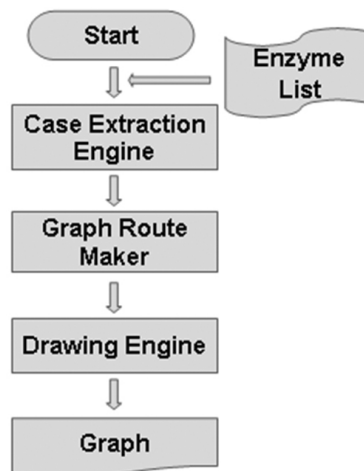 Start
Enzyme
List
Case Extraction
Engine
Graph Route
Maker
Drawing Engine
Graph